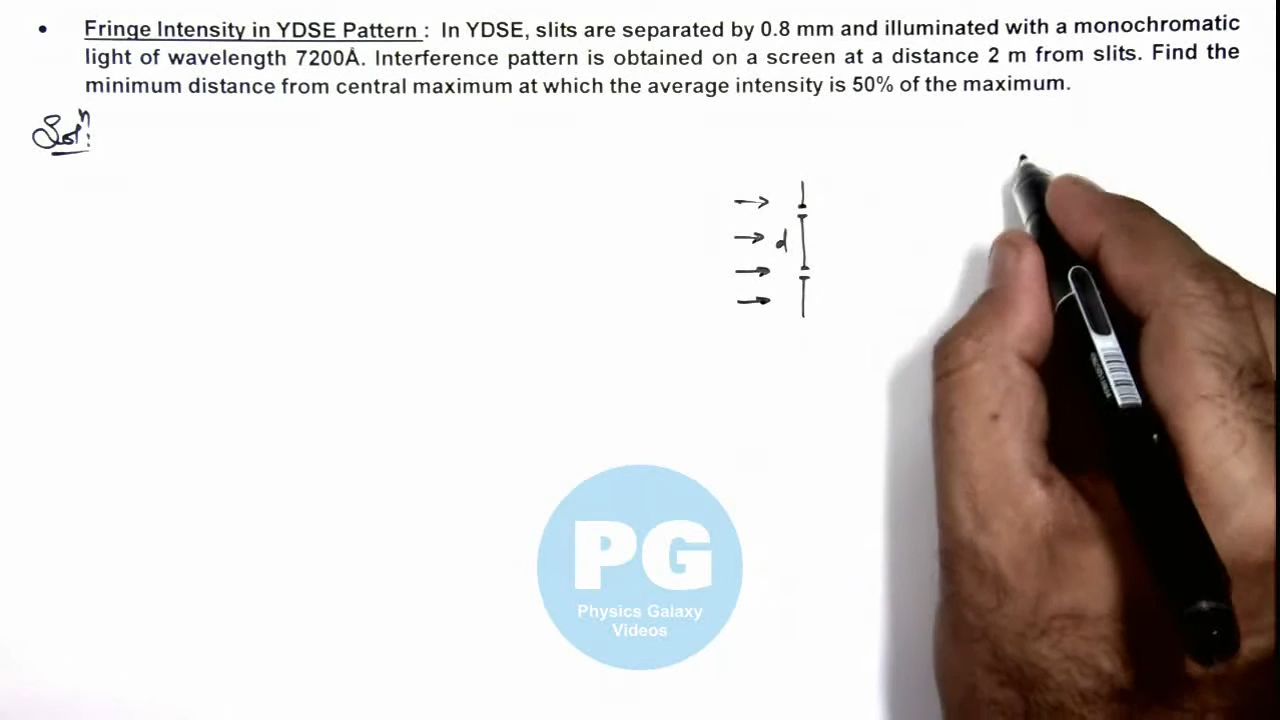 • Fringe Intensity in YDSE Pattern : In YDSE, slits are separated by 0.8 mm and illuminated with a monochromatic
light of wavelength 7200Å. Interference pattern is obtained on a screen at a distance 2 m from slits. Find the
minimum distance from central maximum at which the average intensity is 50% of the maximum.
Solⁿ:
d
PG
Physics Galaxy
Videos